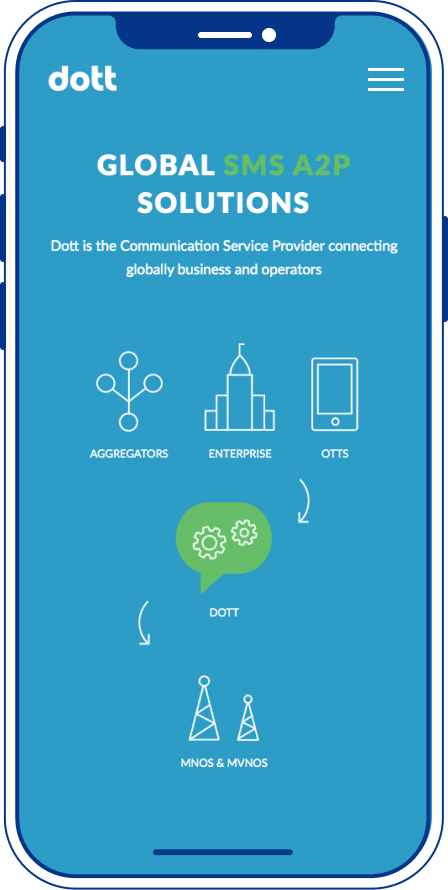 dott
GLOBAL SMS A2P
SOLUTIONS
Dott is the Communication Service Provider connecting
globally business and operators
AGGREGATORS ENTERPRISE OTTS
DOTT
MNOS & MVNOS